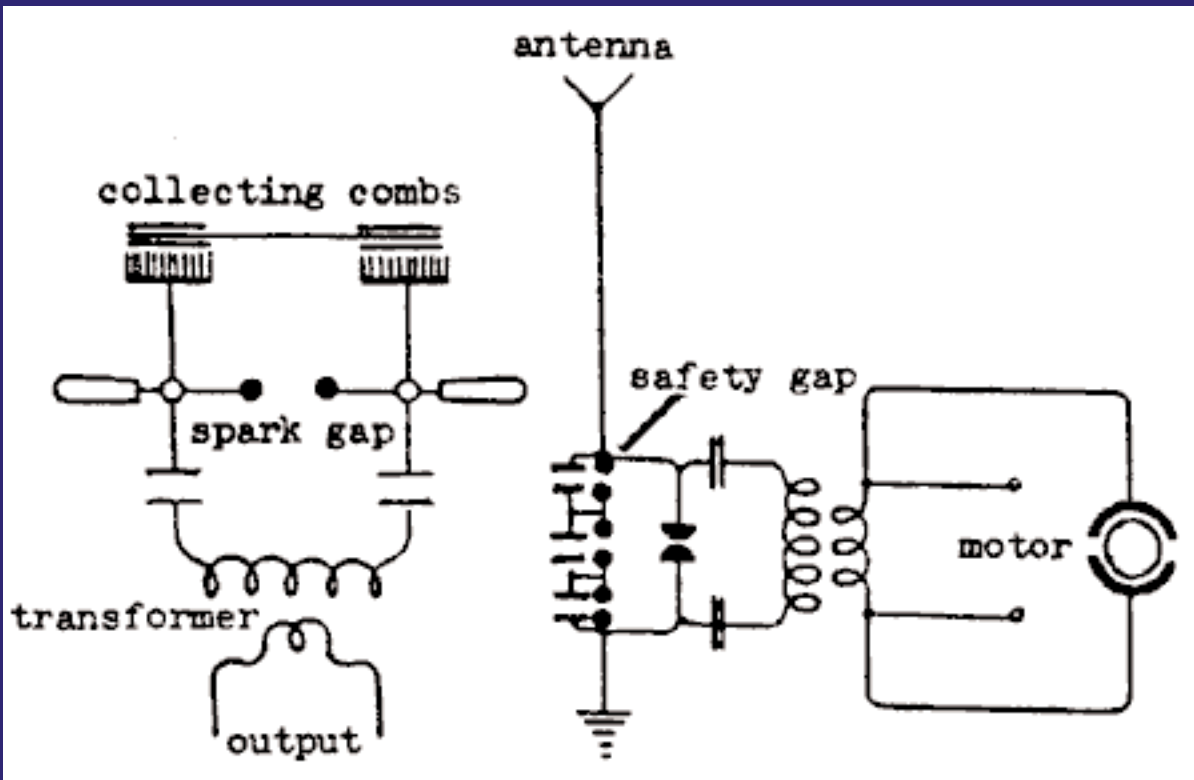 antenna
collecting combs
safety gap
spark gap
motor
transformer
output